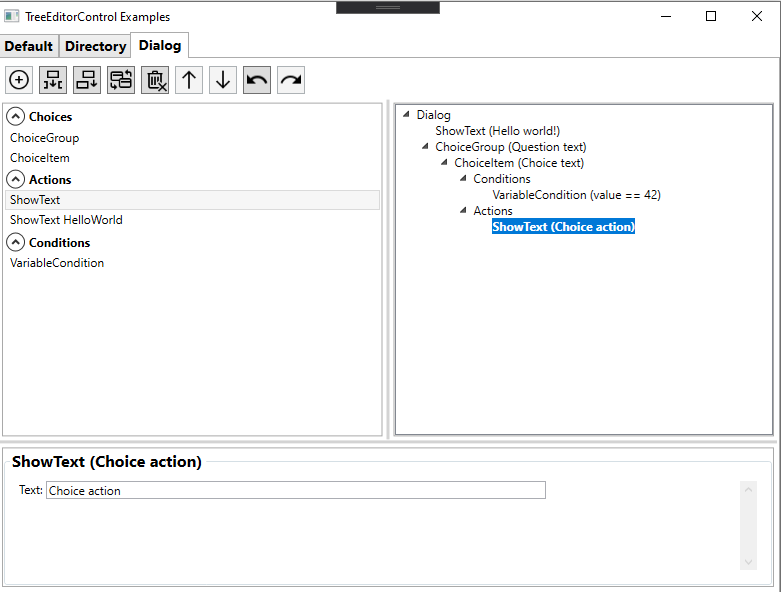 TreeEditorControl Examples
Default Directory Dialog
Choices
ChoiceGroup
ChoiceItem
Actions
ShowText
ShowText HelloWorld
Conditions
VariableCondition
Dialog
ShowText (Hello world!)
ChoiceGroup (Question text)
ChoiceItem (Choice text)
Conditions
VariableCondition (value == 42)
Actions
ShowText (Choice action)
ShowText (Choice action)
Text: Choice action